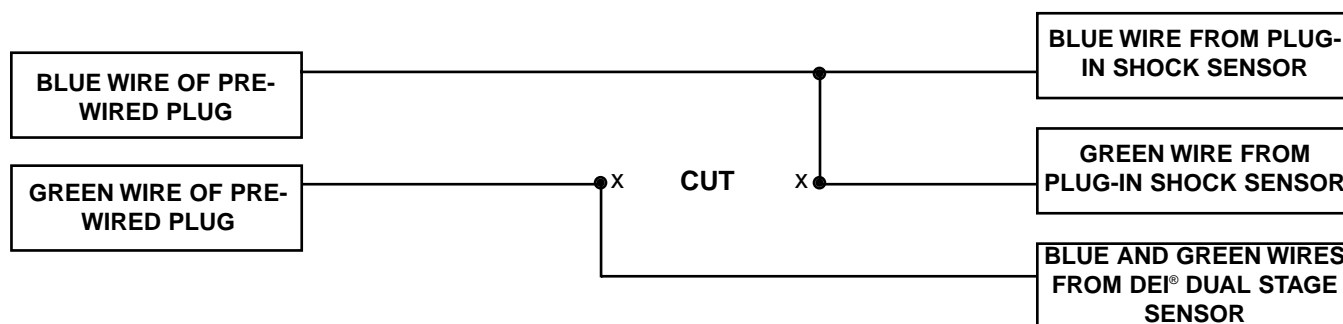 BLUE WIRE OF PRE-
WIRED PLUG
GREEN WIRE OF PRE-
WIRED PLUG
x CUT x
BLUE WIRE FROM PLUG-
IN SHOCK SENSOR
GREEN WIRE FROM
PLUG-IN SHOCK SENSOR
BLUE AND GREEN WIRES
FROM DEI® DUAL STAGE
SENSOR